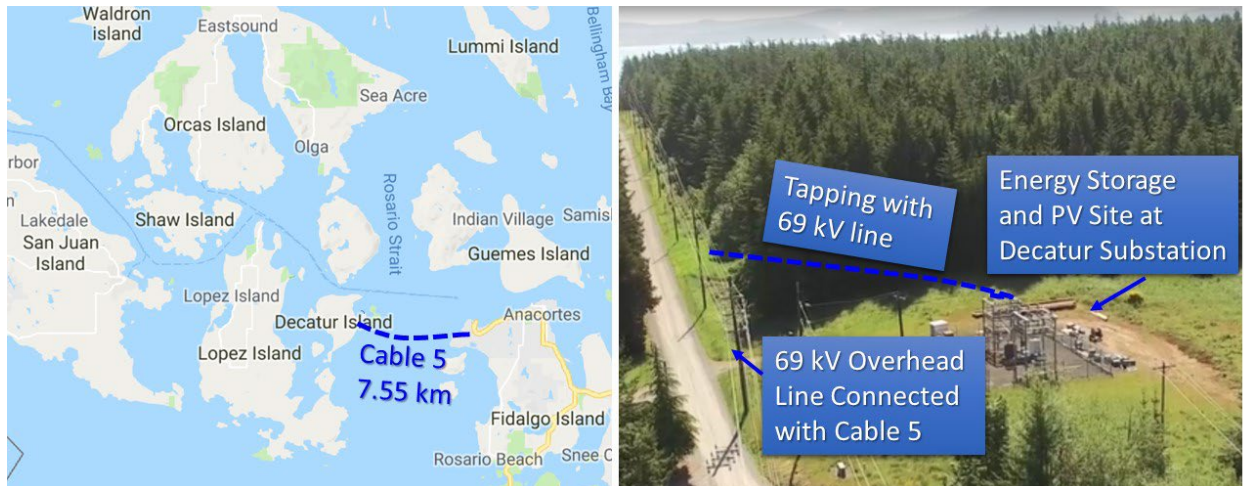 Waldron
island
Eastsound
Lummi Island
Bellingham Bay
Sea Acre
Orcas Island
Olga
Rosario Strait
Indian Village
Samish
Guemes Island
Shaw Island
Lakedale
San Juan
Island
Lopez Island
Decatur Island
Lopez Island
Anacortes
Cable 5
7.55 km
Fidalgo Island
Rosario Beach
Snee
Tapping with
69 kV line
Energy Storage
and PV Site at
Decatur Substation
69 kV Overhead
Line Connected
with Cable 5